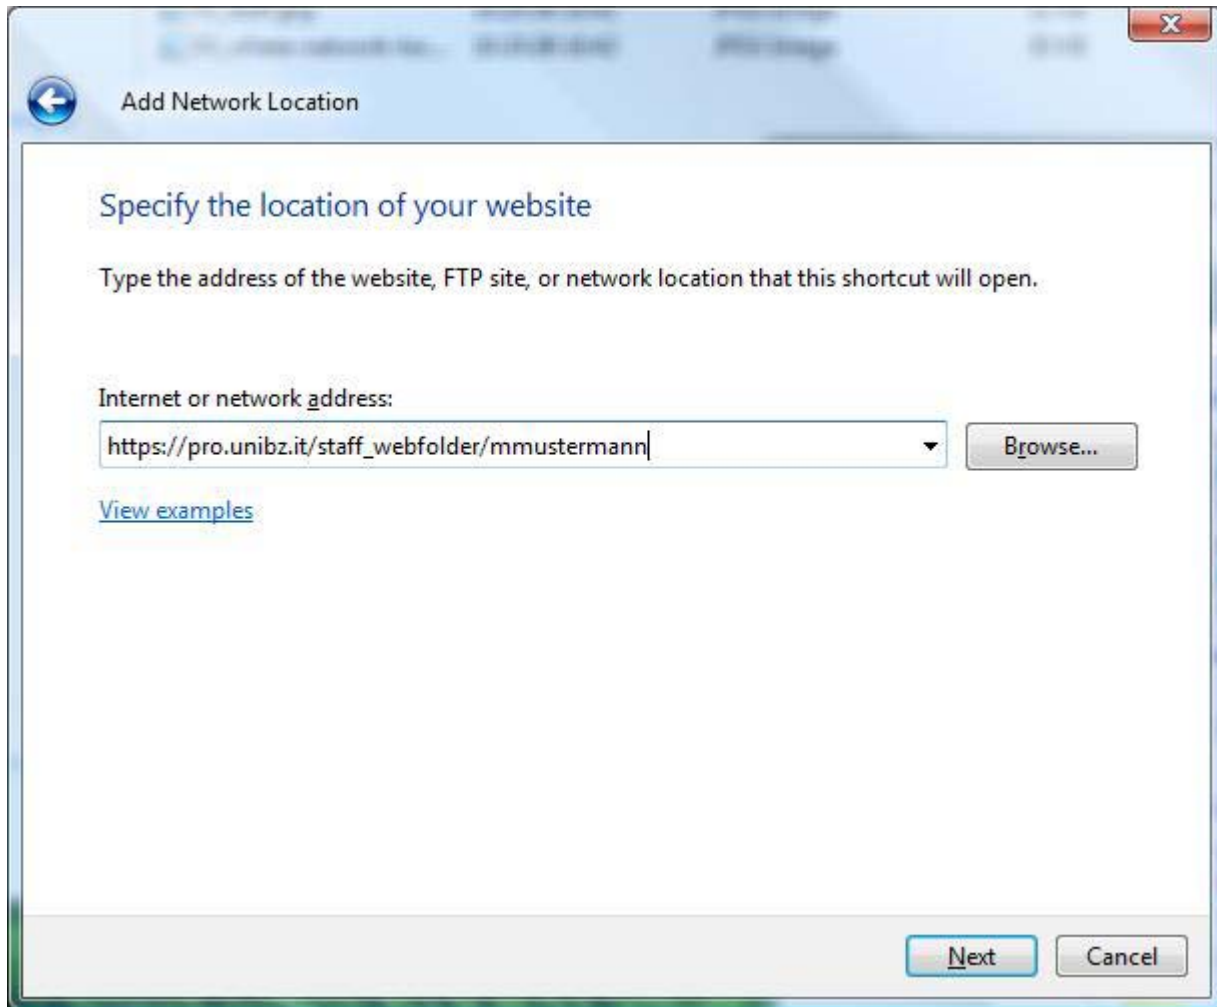 Add Network Location
Specify the location of your website
Type the address of the website, FTP site, or network location that this shortcut will open.
Internet or network address:
https://pro.unibz.it/staff_webfolder/mmustermann
Browse...
View examples
Next
Cancel